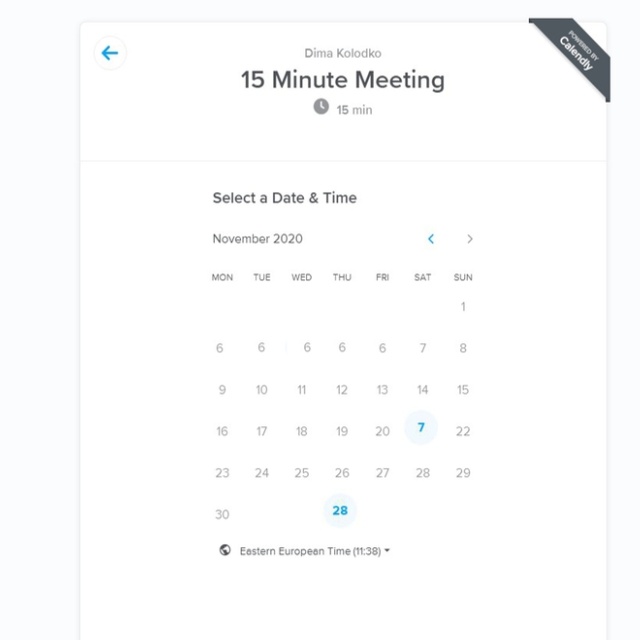 Dima Kolodko
POWERED BY
Calendly
15 Minute Meeting
15 min
Select a Date & Time
November 2020
MON TUE WED THU FRI SAT SUN
1
6 6 6 6 6 7 8
9 10 11 12 13 14 15
16 17 18 19 20 7 22
23 24 25 26 27 28 29
30 28
Eastern European Time (11:38)